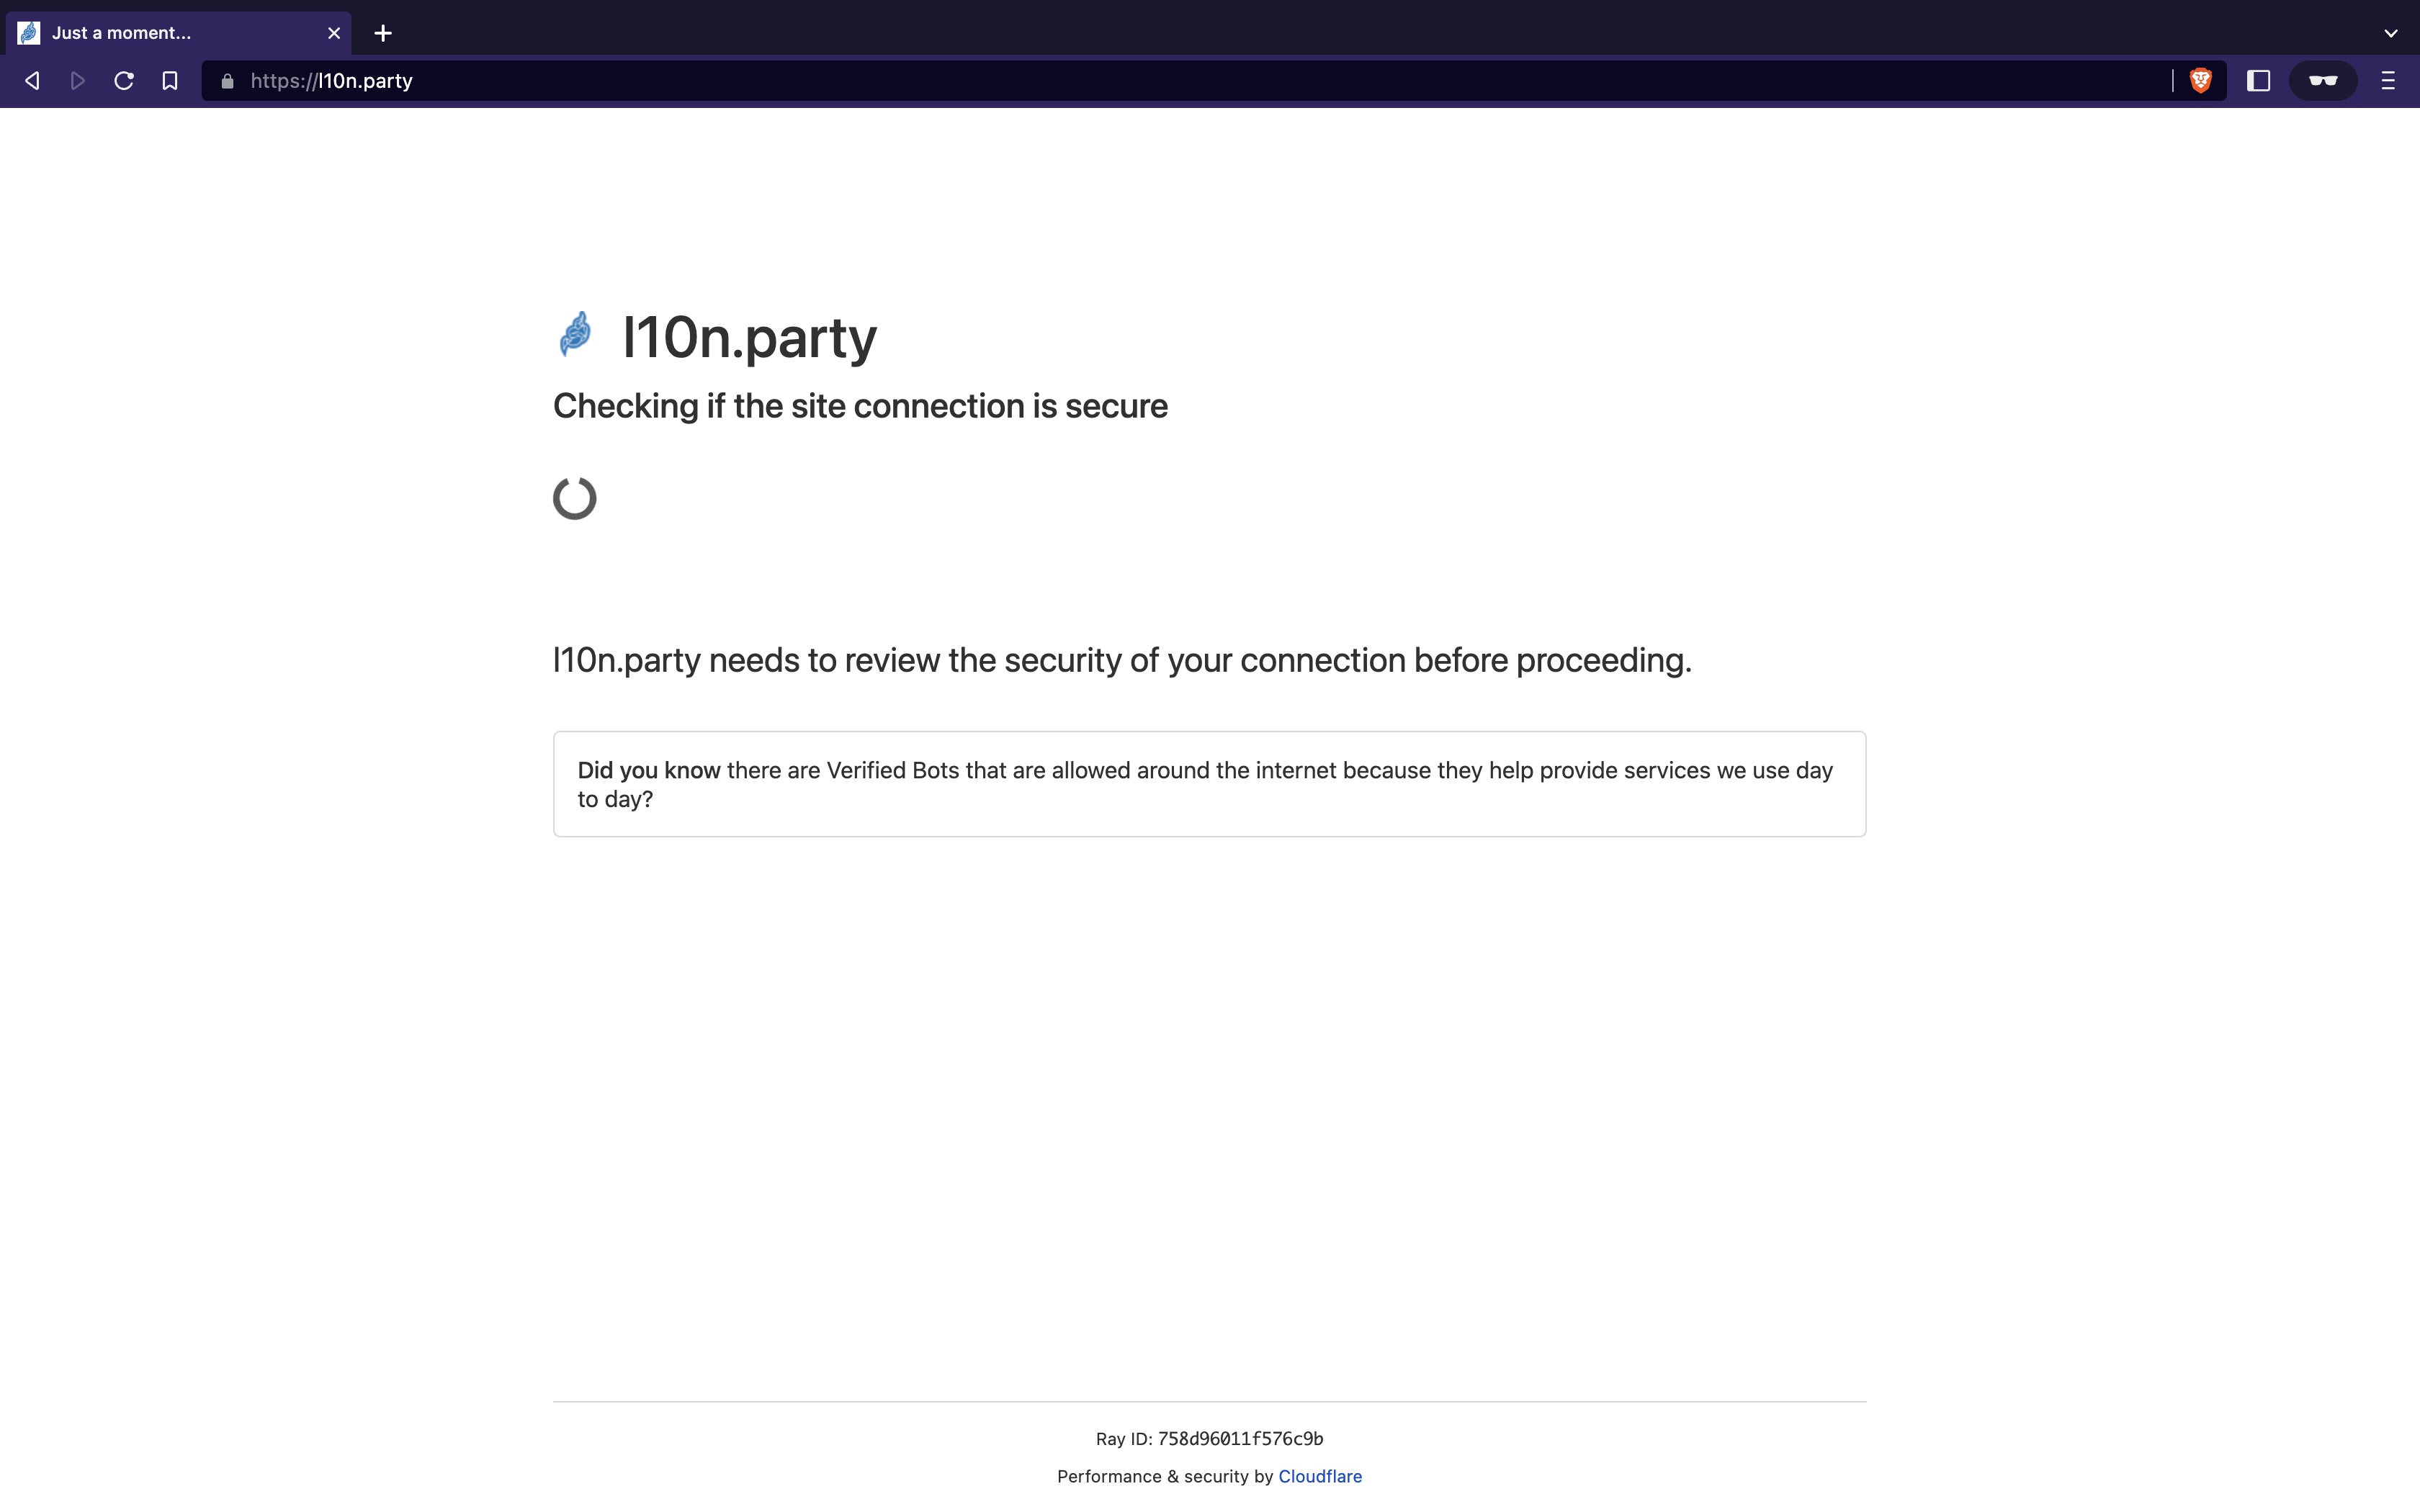 Just a moment...
https://l10n.party
l10n.party
Checking if the site connection is secure
l10n.party needs to review the security of your connection before proceeding.
Did you know there are Verified Bots that are allowed around the internet because they help provide services we use day
to day?
Ray ID: 758d96011f576c9b
Performance & security by Cloudflare